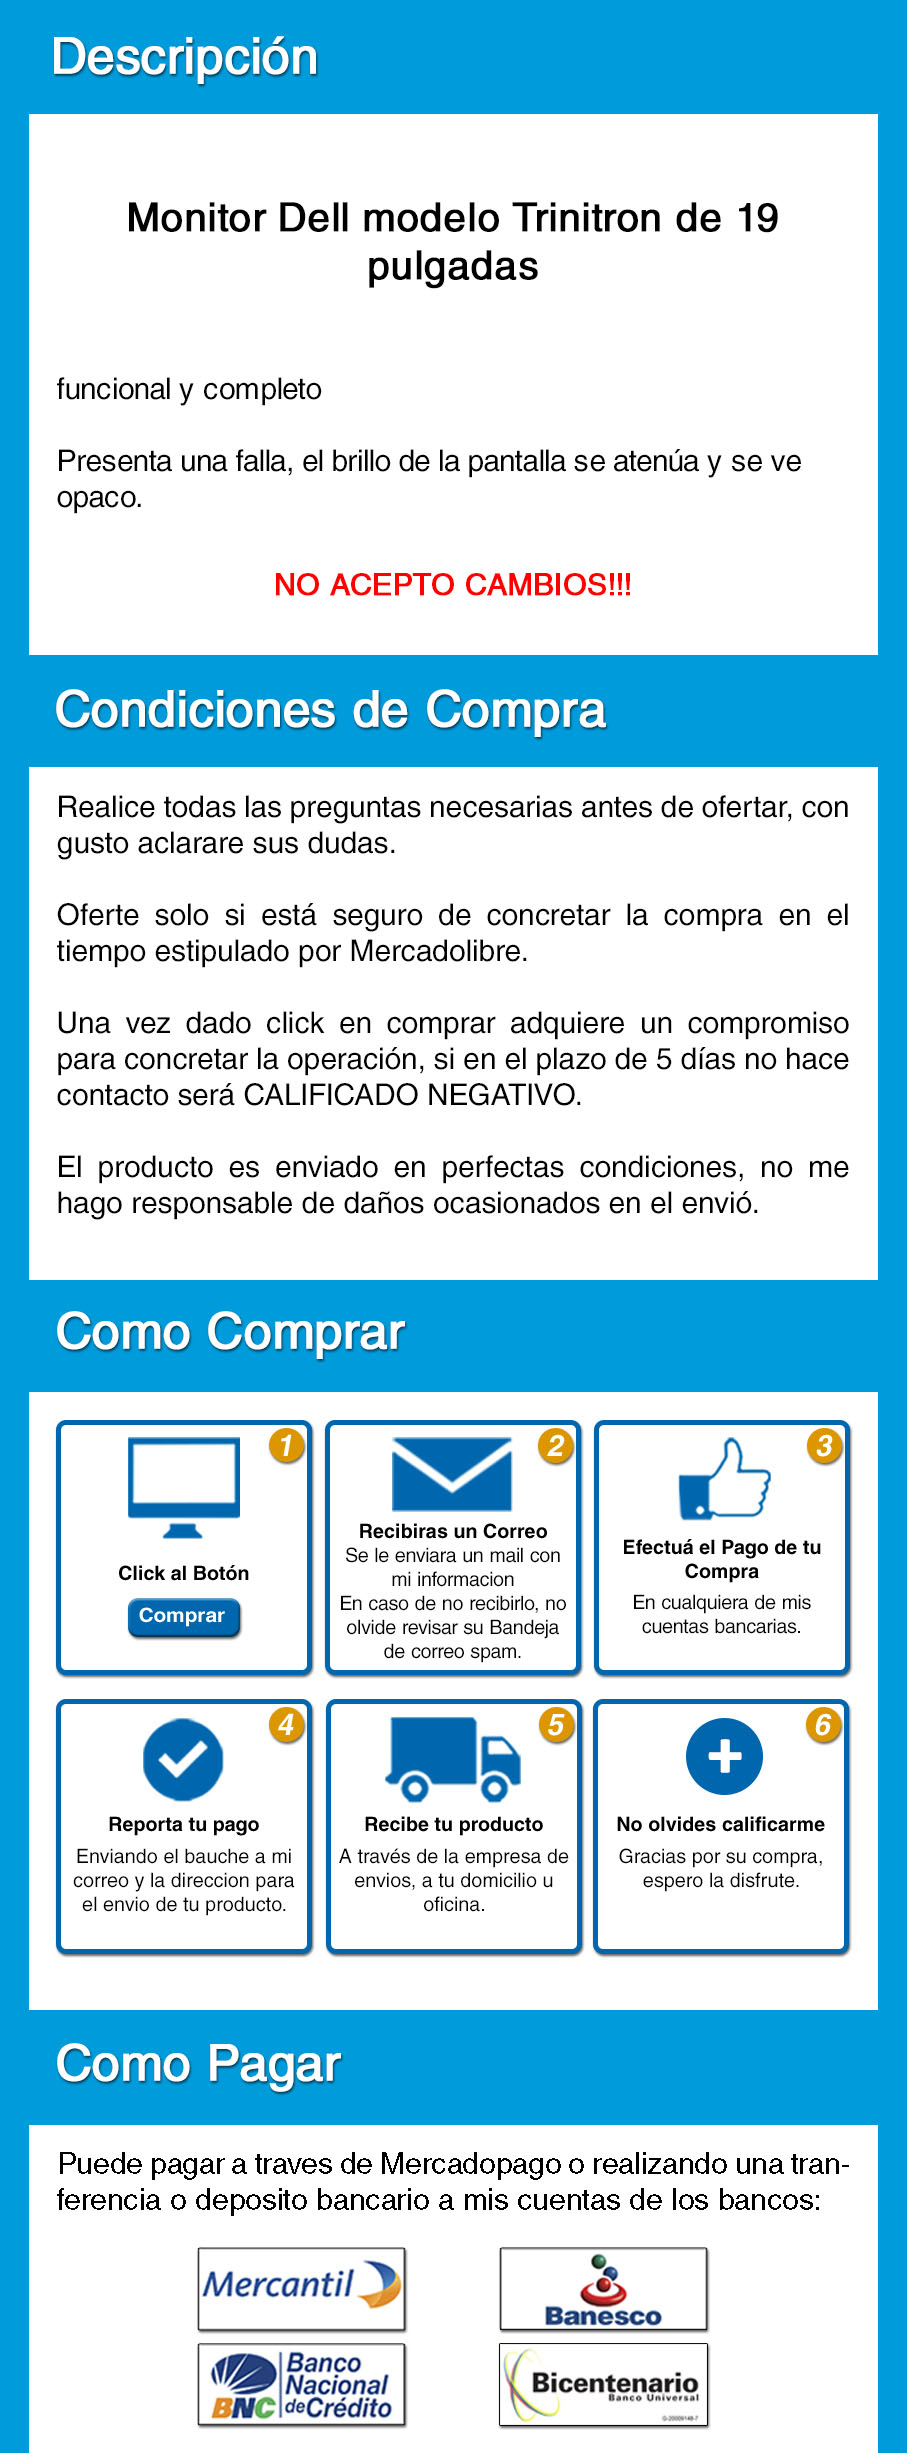 Descripción
Monitor Dell modelo Trinitron de 19
pulgadas
funcional y completo
Presenta una falla, el brillo de la pantalla se atenúa y se ve
opaco.
NO ACEPTO CAMBIOS!!!
Condiciones de Compra
Realice todas las preguntas necesarias antes de ofertar, con
gusto aclarare sus dudas.
Oferte solo si está seguro de concretar la compra en el
tiempo estipulado por Mercadolibre.
Una vez dado click en comprar adquiere un compromiso
para concretar la operación, si en el plazo de 5 días no hace
contacto será CALIFICADO NEGATIVO.
El producto es enviado en perfectas condiciones, no me
hago responsable de daños ocasionados en el envió.
Como Comprar
1
Click al Botón
Comprar
2
Recibiras un Correo
Se le enviara un mail con
mi informacion
En caso de no recibirlo, no
olvide revisar su Bandeja
de correo spam.
3
Efectuá el Pago de tu
Compra
En cualquiera de mis
cuentas bancarias.
4
Reporta tu pago
Enviando el bauche a mi
correo y la direccion para
el envio de tu producto.
5
Recibe tu producto
A través de la empresa de
envios, a tu domicilio u
oficina.
6
No olvides calificarme
Gracias por su compra,
espero la disfrute.
Como Pagar
Puede pagar a traves de Mercadopago o realizando una tran-
ferencia o deposito bancario a mis cuentas de los bancos:
Mercantil
Banesco
BNC
Banco
Nacional
de Crédito
Bicentenario
Banco Universal
G-20009148-7